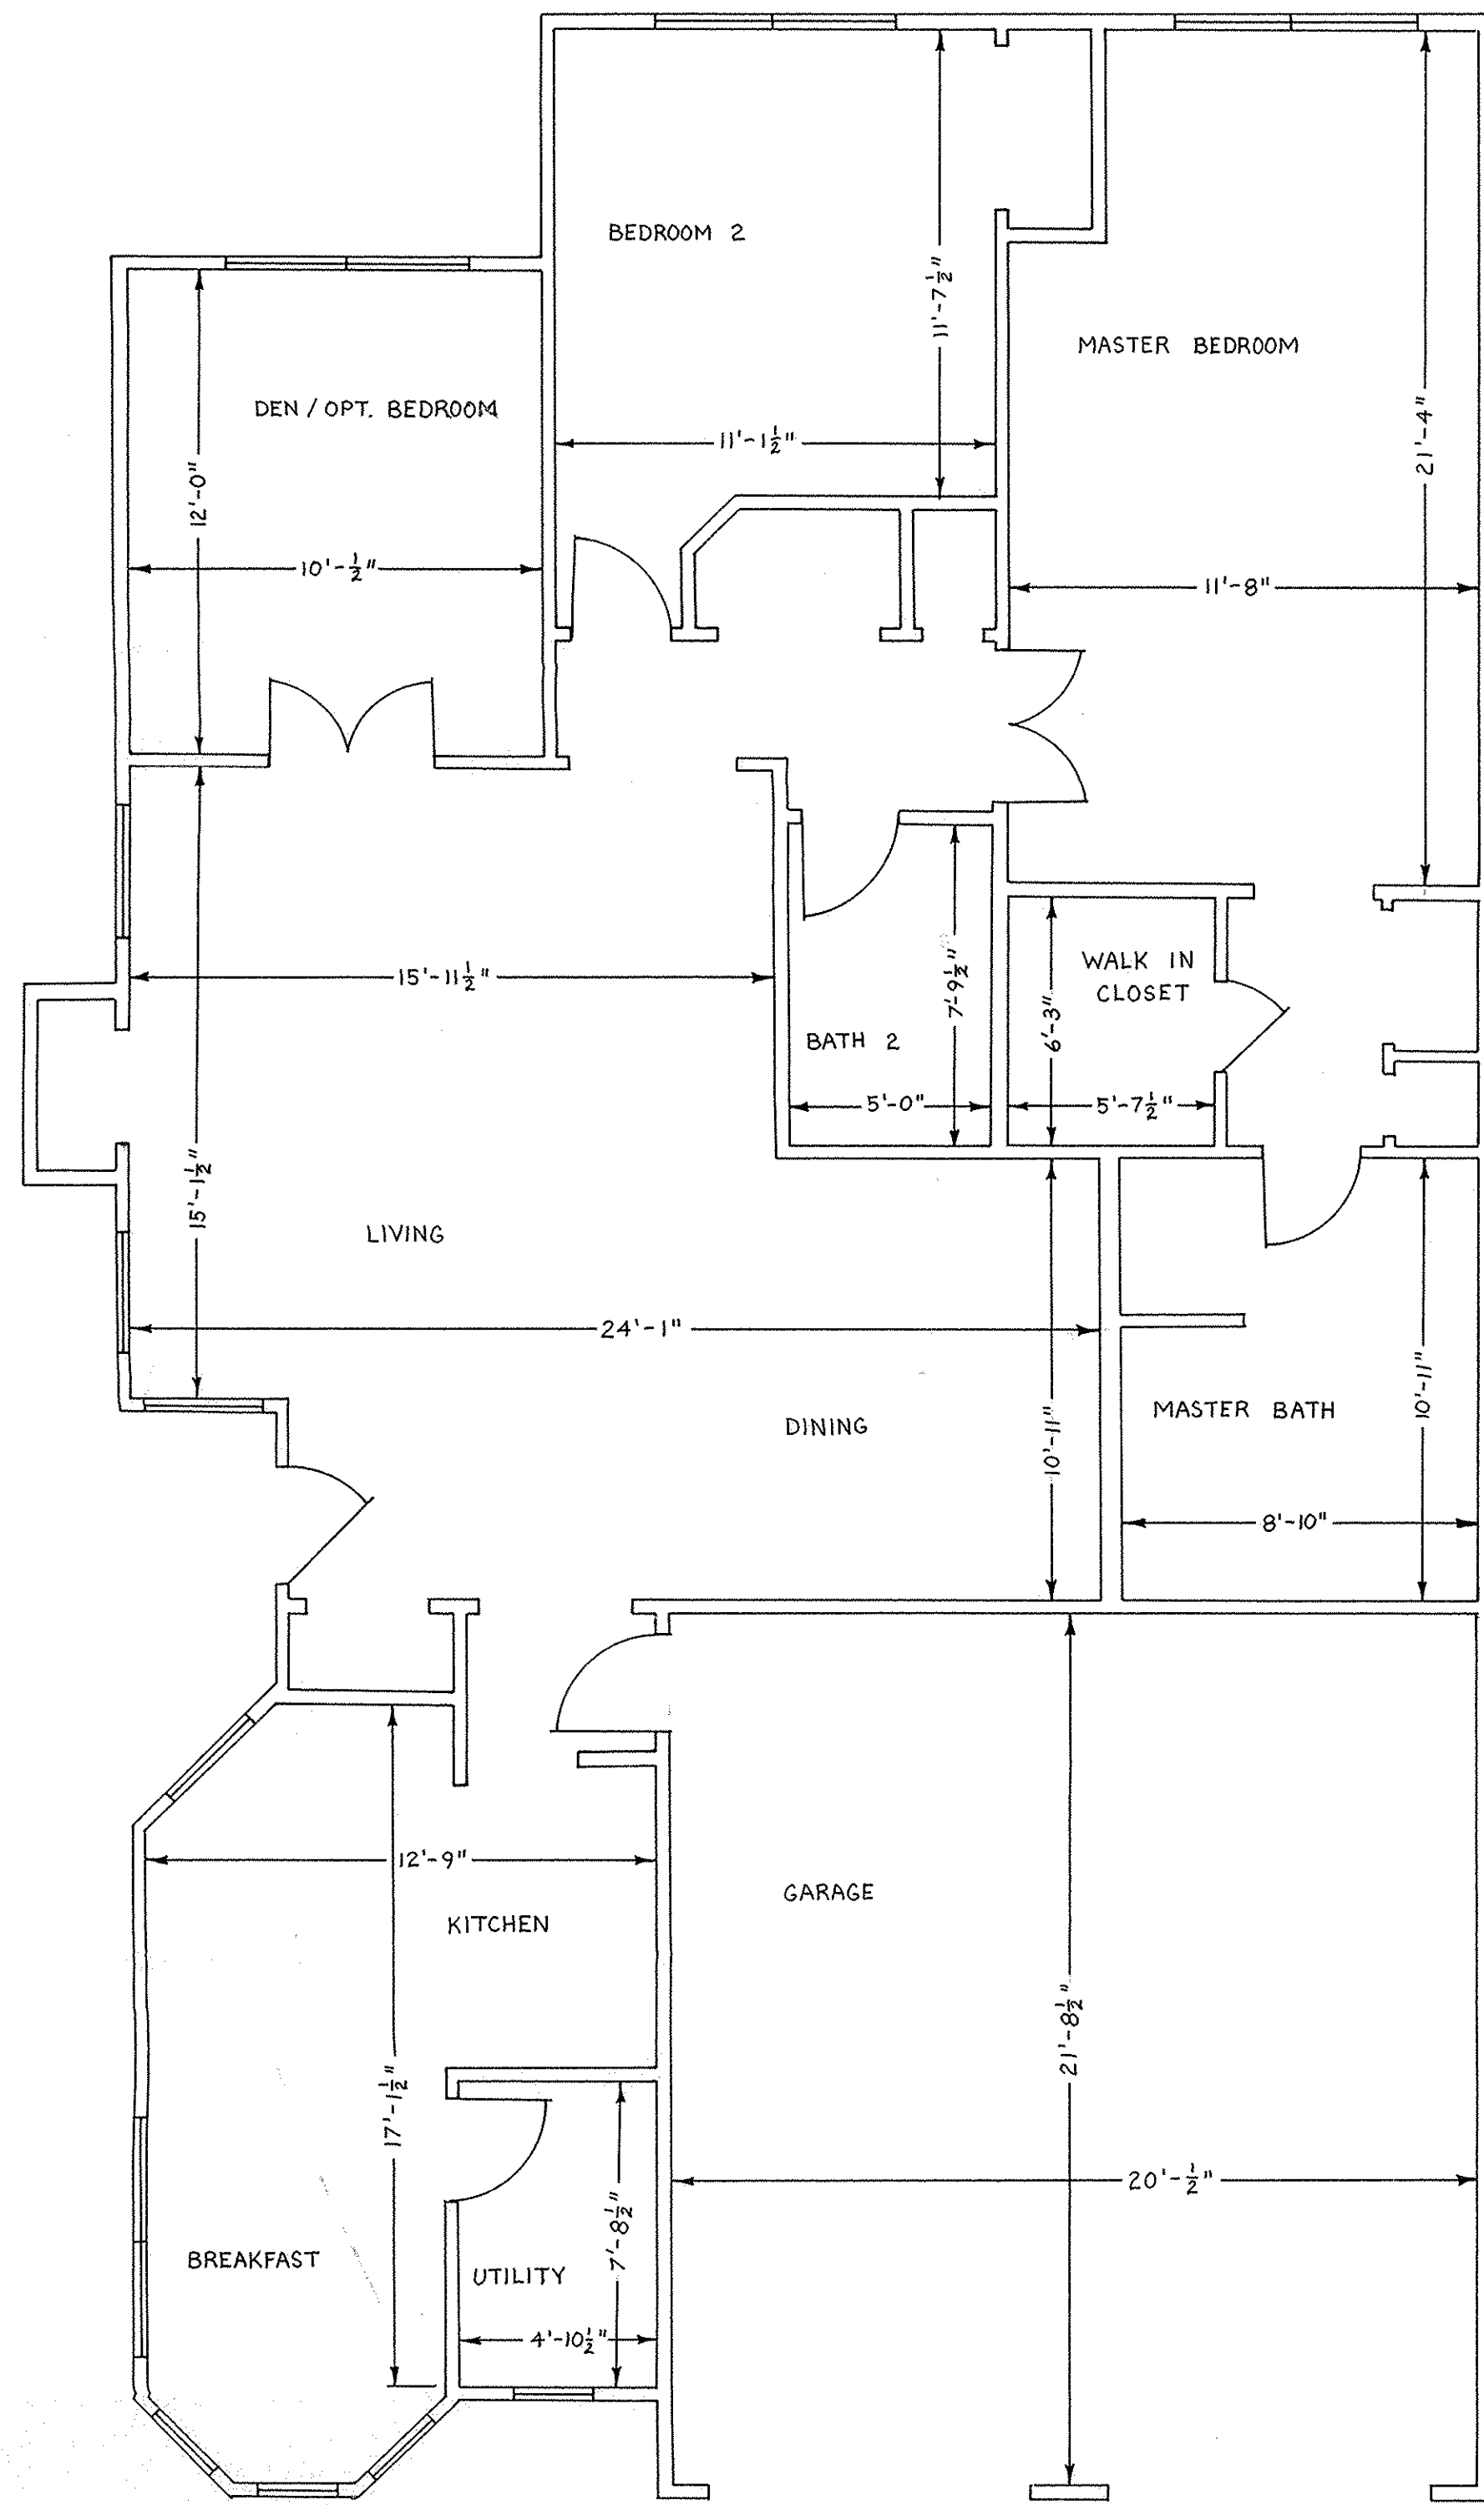 BEDROOM 2
11'-7½"
MASTER BEDROOM
DEN / OPT. BEDROOM
21'-4"
11'-1½"
12'-0"
10'-½"
11'-8"
WALK IN
CLOSET
15'-11½"
7'-9½"
6'-3"
BATH 2
5'-0"
5'-7½"
15'-1½"
LIVING
24'-1"
DINING
10'-11"
MASTER BATH
10'-11"
8'-10"
12'-9"
GARAGE
KITCHEN
21'-8½"
17'-1½"
20'-½"
7'-8½"
BREAKFAST
UTILITY
4'-10½"